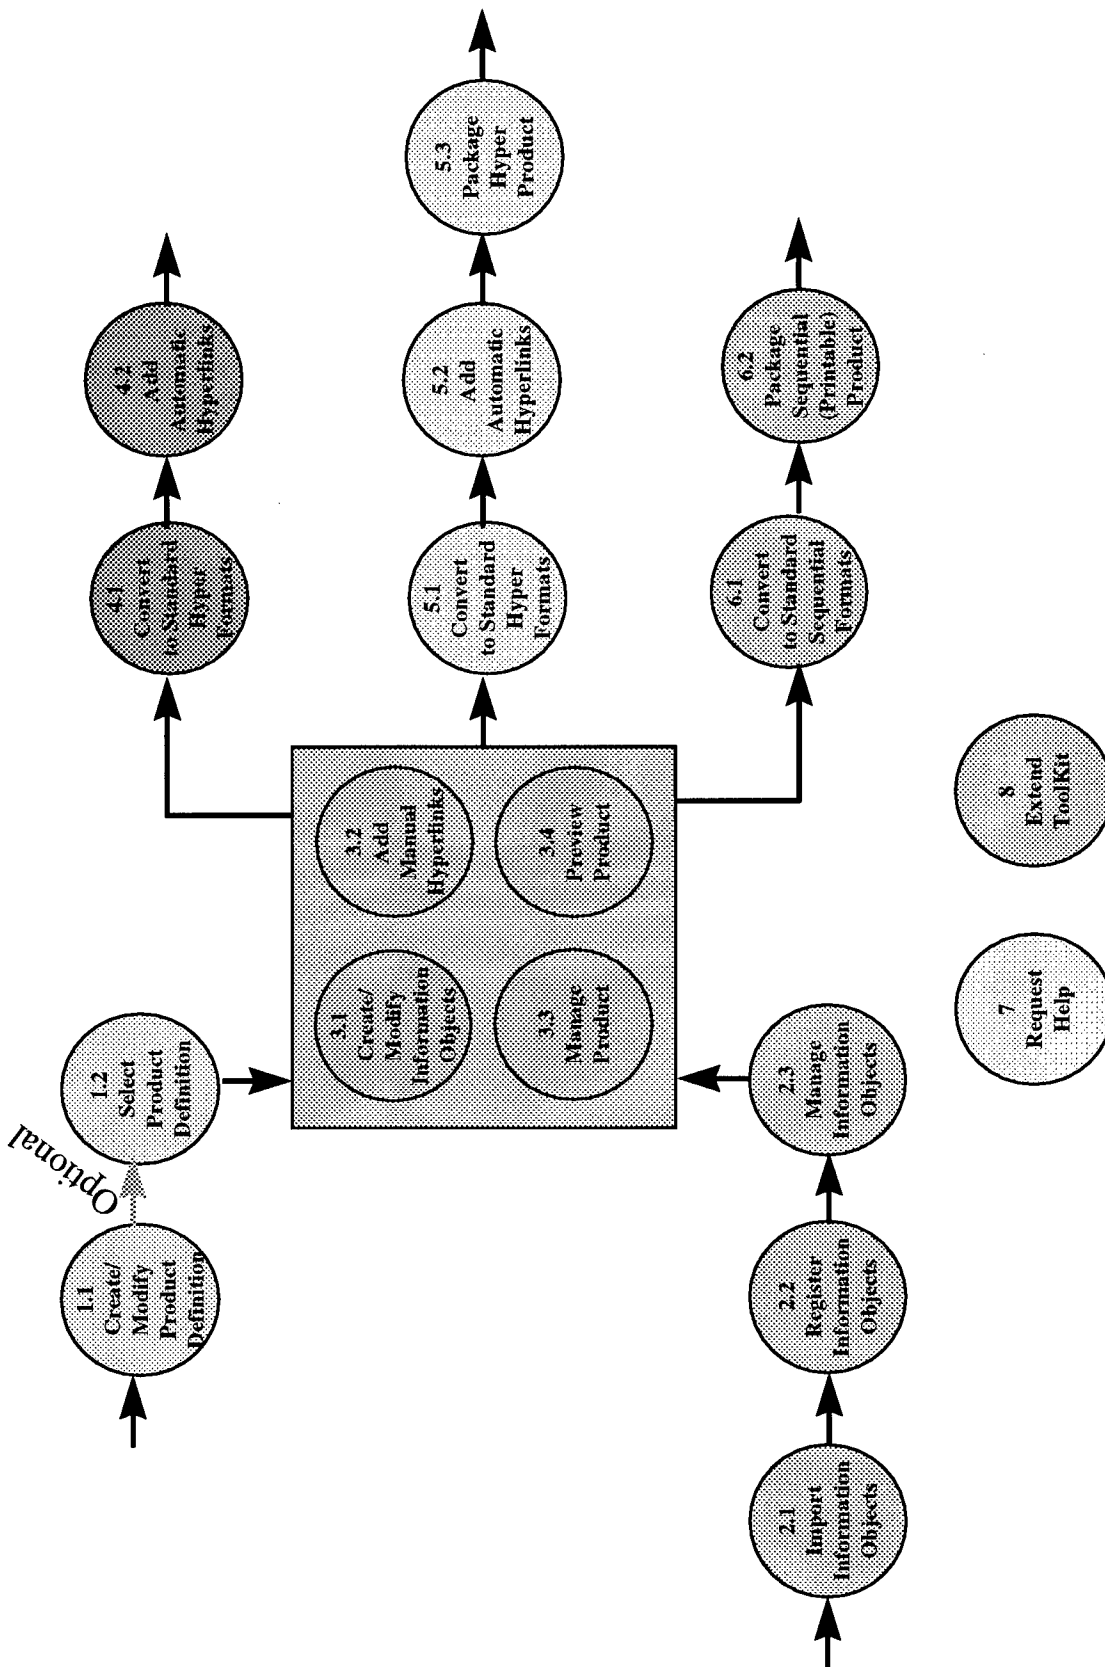 1.1
Create/
Modify
Product
Definition
Optional
1.2
Select
Product
Definition
2.1
Import
Information
Objects
2.2
Register
Information
Objects
2.3
Manage
Information
Objects
3.1
Create/
Modify
Information
Objects
3.2
Add
Manual
Hyperlinks
3.3
Manage
Product
3.4
Preview
Product
4.1
Convert
to Standard
Hyper
Formats
4.2
Add
Automatic
Hyperlinks
5.1
Convert
to Standard
Hyper
Formats
5.2
Add
Automatic
Hyperlinks
5.3
Package
Hyper
Product
6.1
Convert
to Standard
Sequential
Formats
6.2
Package
Sequential
(Printable)
Product
7
Request
Help
8
Extend
ToolKit